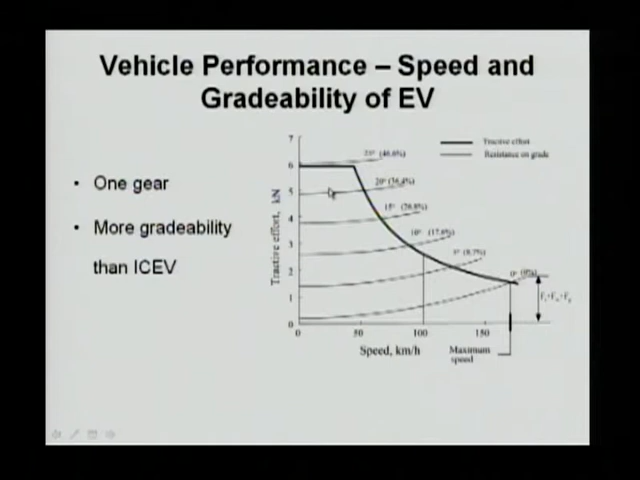 Vehicle Performance – Speed and
Gradeability of EV
• One gear
• More gradeability
than ICEV
Tractive effort
Resistance on grade
Tractive effort, kN
7
6
5
4
3
2
1
0
25° (46.6%)
20° (36.4%)
15° (26.8%)
10° (17.6%)
5° (8.7%)
0° (0%)
0
50
100
150
Speed, km/h
Maximum
speed